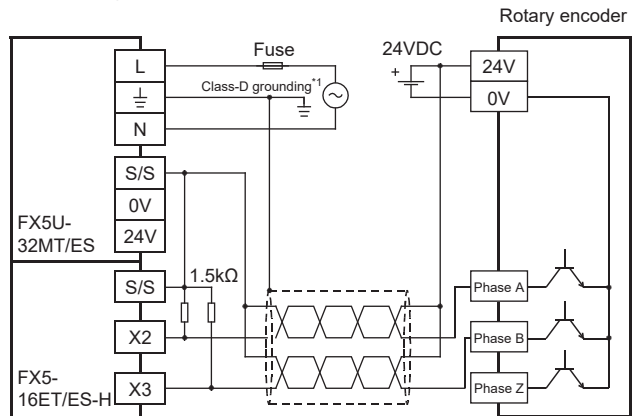 Rotary encoder
Fuse
24VDC
+
L
Class-D grounding*1
N
24V
0V
S/S
0V
24V
FX5U-
32MT/ES
S/S
1.5kΩ
X2
X3
FX5-
16ET/ES-H
Phase A
Phase B
Phase Z